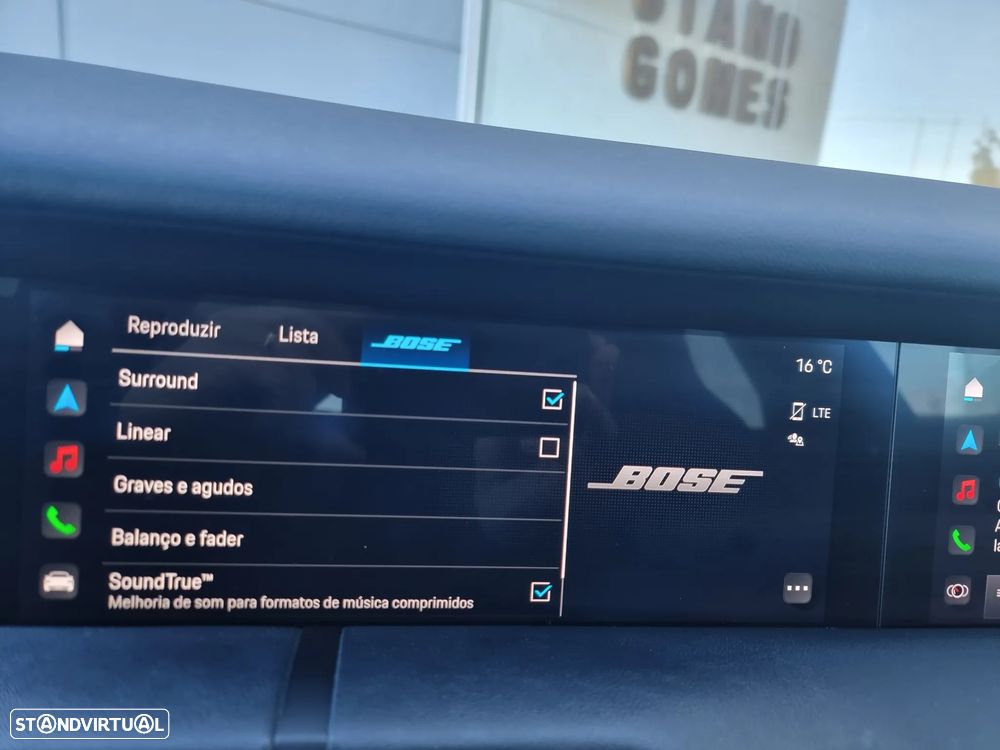 STAND
GOMES
Reproduzir
Lista
BOSE
Surround
Linear
Graves e agudos
Balanço e fader
SoundTrue™
Melhoria de som para formatos de música comprimidos
16 °C
LTE
BOSE
STANDVIRTUAL